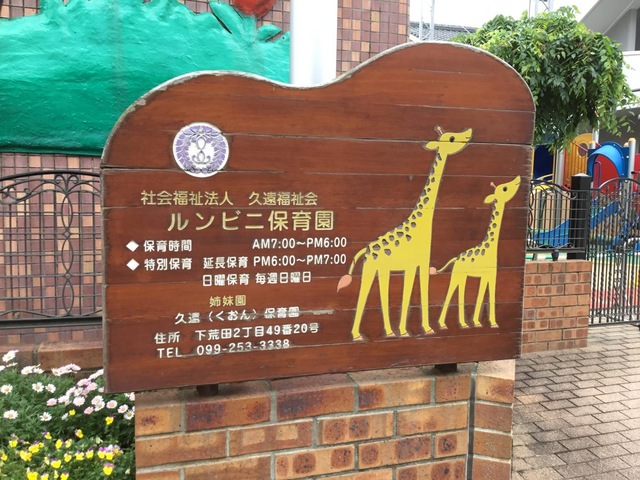 社会福祉法人 久遠福祉会
ルンビニ保育園
◆保育時間 AM7:00〜PM6:00
◆特別保育 延長保育 PM6:00〜PM7:00
日曜保育 毎週日曜日
姉妹園
久遠（くおん）保育園
住所 下荒田2丁目49番20号
TEL 099-253-3338